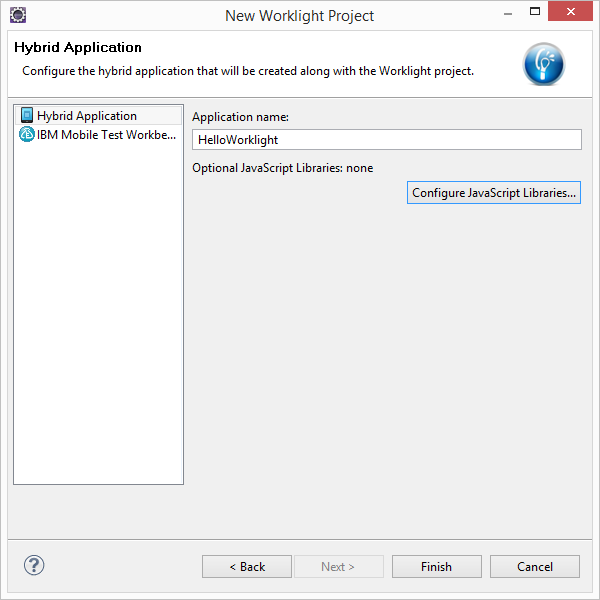 New Worklight Project
Hybrid Application
Configure the hybrid application that will be created along with the Worklight project.
Hybrid Application
IBM Mobile Test Workbe...
Application name:
HelloWorklight
Optional JavaScript Libraries: none
Configure JavaScript Libraries...
?
< Back
Next >
Finish
Cancel